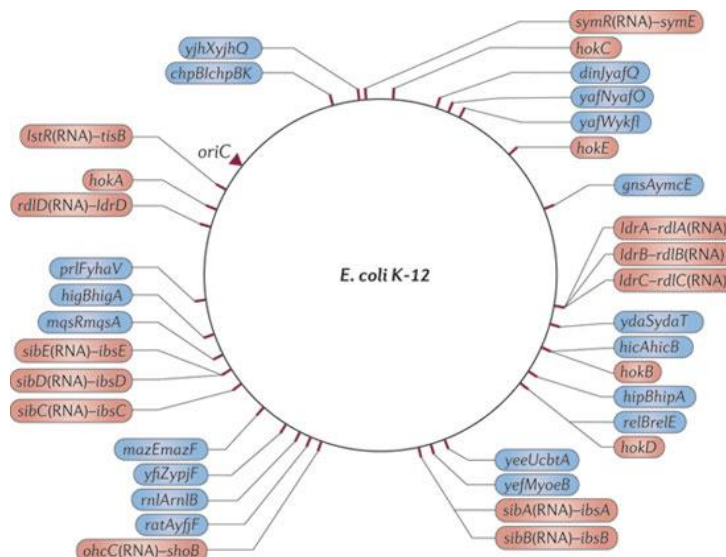 symR(RNA)–symE
yjhXyjhQ
hokC
chpBIchpBK
dinJyafQ
yafNyafO
yafWykfI
lstR(RNA)–tisB
oriC
hokE
hokA
gnsAymcE
rdlD(RNA)–ldrD
ldrA–rdlA(RNA)
ldrB–rdlB(RNA)
ldrC–rdlC(RNA)
prlFyhaV
E. coli K-12
higBhigA
ydaSydaT
mqsRmqsA
hicAhicB
sibE(RNA)–ibsE
hokB
sibD(RNA)–ibsD
hipBhipA
sibC(RNA)–ibsC
relBrelE
hokD
mazEmazF
yeeUcbtA
yfiZypjF
yefMyoeB
rnlArnlB
sibA(RNA)–ibsA
ratAyfjF
sibB(RNA)–ibsB
ohcC(RNA)–shoB